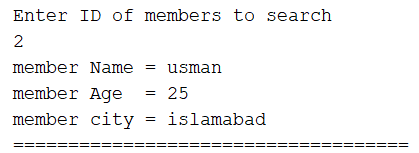 Enter ID of members to search
2
member Name = usman
member Age  = 25
member city = islamabad
====================================